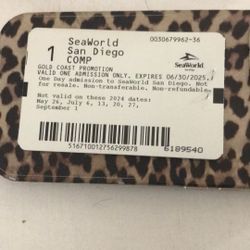 1
SeaWorld
San Diego
COMP
0030679962-36
SeaWorld
GOLD COAST PROMOTION
VALID ONE ADMISSION ONLY. EXPIRES 06/30/2025.
One Day admission to SeaWorld San Diego. Not
for resale. Non-transferable. Non-refundable.
Not valid on these 2024 dates:
May 26, July 6, 13, 20, 27,
September 1
516710012756299878
6189540